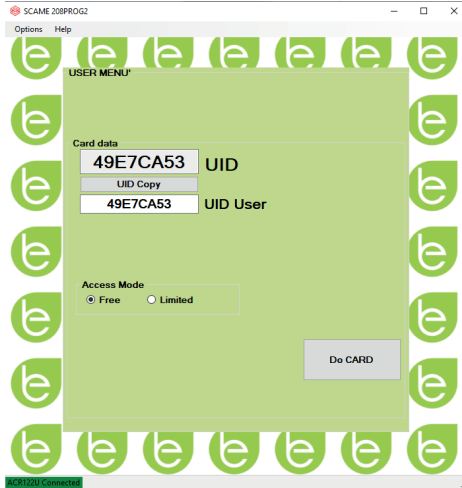 SCAME 208PROG2
Options Help
USER MENU'
Card data
49E7CA53 UID
UID Copy
49E7CA53 UID User
Access Mode
Free Limited
Do CARD
ACR122U Connected